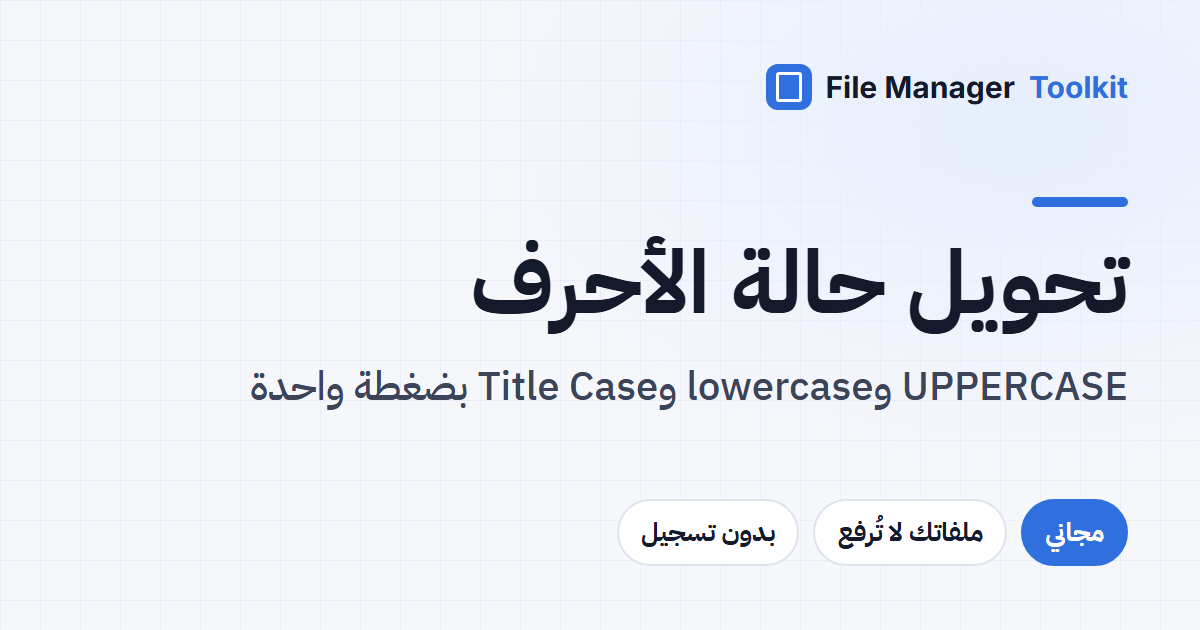 File Manager Toolkit
تحويل حالة الأحرف
UPPERCASE وlowercase وTitle Case بضغطة واحدة
مجاني
ملفاتك لا تُرفع
بدون تسجيل